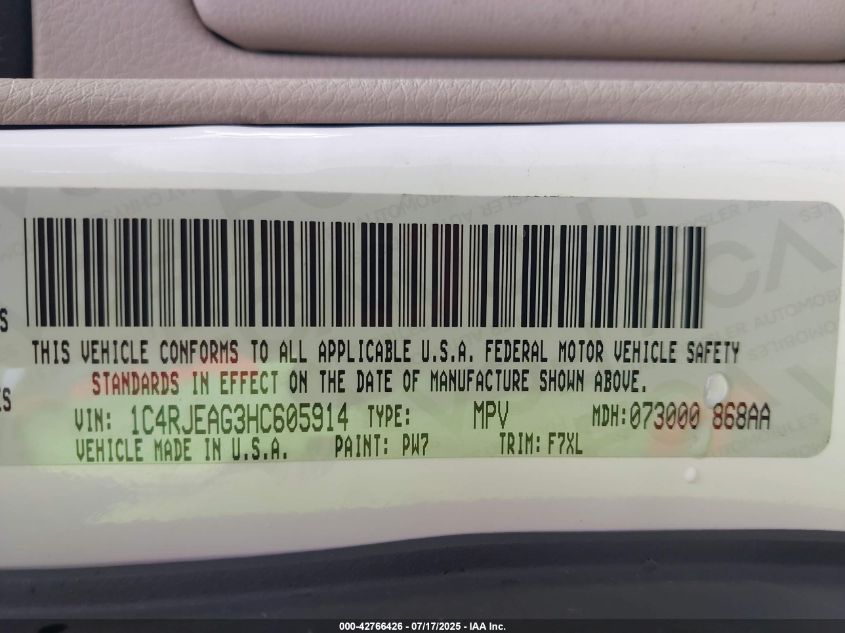 S
THIS VEHICLE CONFORMS TO ALL APPLICABLE U.S.A. FEDERAL MOTOR VEHICLE SAFETY
ES STANDARDS IN EFFECT ON THE DATE OF MANUFACTURE SHOWN ABOVE.
VIN: 1C4RJEAG3HC605914 TYPE: MPV MDH:073000 868AA
VEHICLE MADE IN U.S.A. PAINT: PW7 TRIM: F7XL
000-42766426 - 07/17/2025 - IAA Inc.